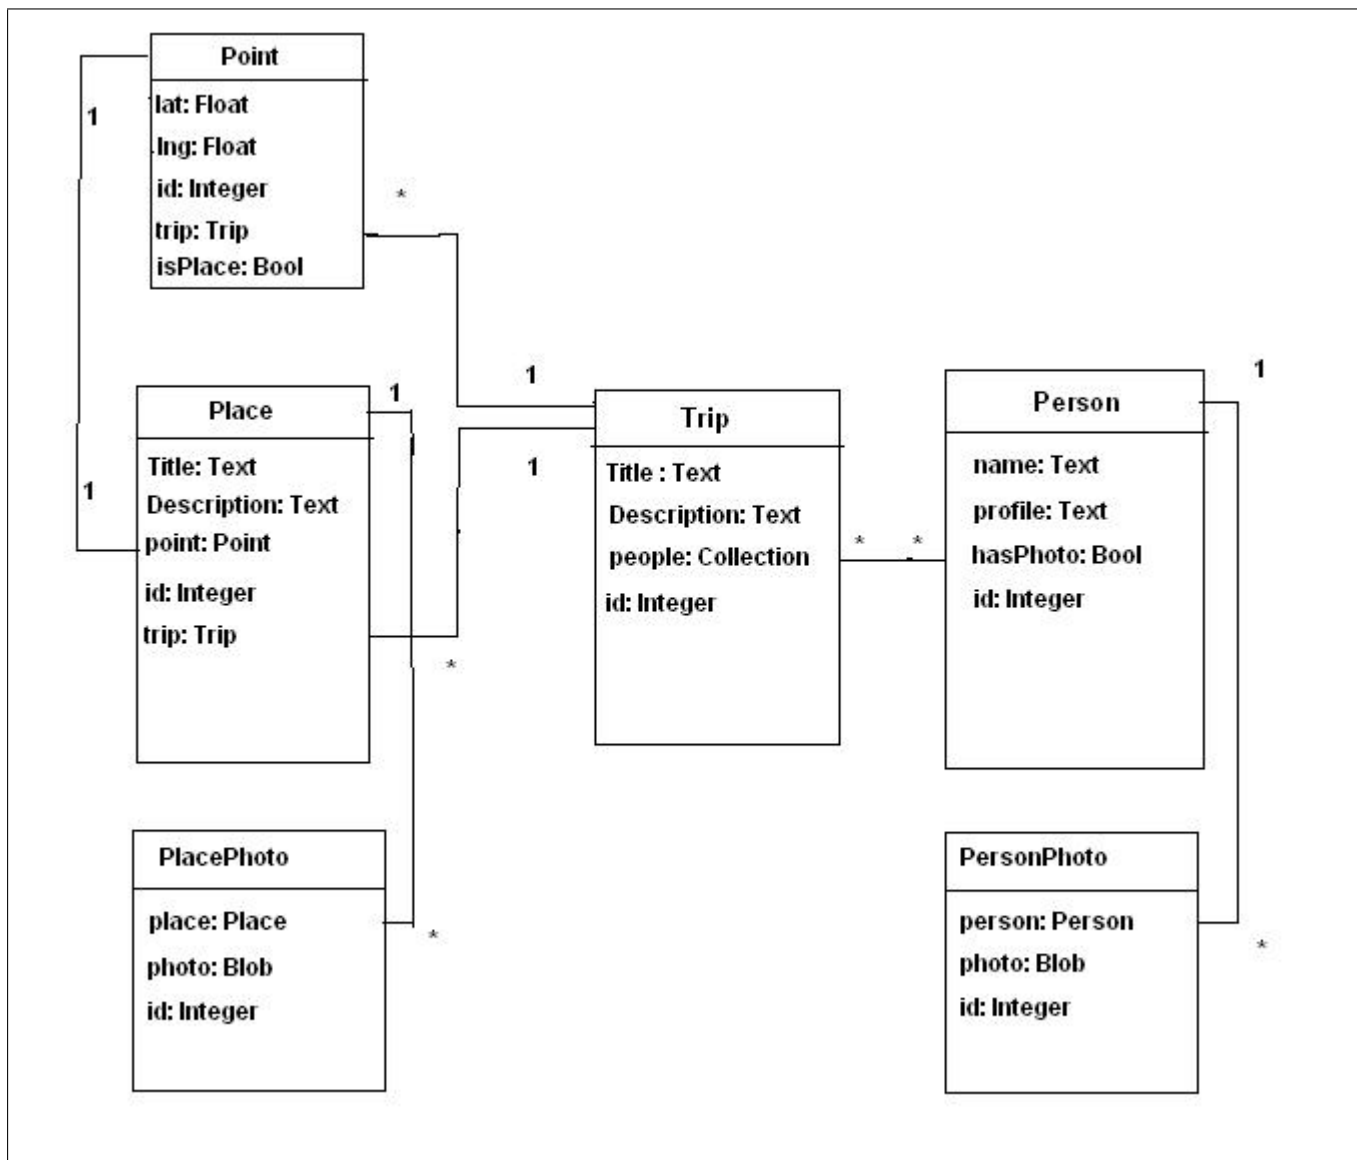 Point
lat: Float
lng: Float
id: Integer
trip: Trip
isPlace: Bool
1
*
1
1
Place
Title: Text
Description: Text
point: Point
id: Integer
trip: Trip
1
*
1
Trip
Title : Text
Description: Text
people: Collection
id: Integer
* *
Person
name: Text
profile: Text
hasPhoto: Bool
id: Integer
1
PlacePhoto
place: Place
photo: Blob
id: Integer
*
PersonPhoto
person: Person
photo: Blob
id: Integer
*